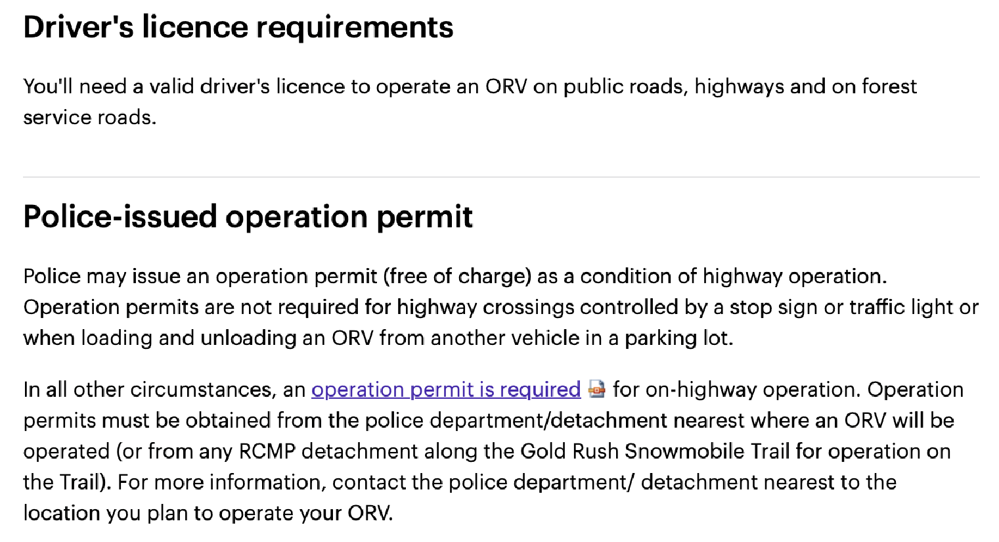 Driver's licence requirements
You'll need a valid driver's licence to operate an ORV on public roads, highways and on forest
service roads.
Police-issued operation permit
Police may issue an operation permit (free of charge) as a condition of highway operation.
Operation permits are not required for highway crossings controlled by a stop sign or traffic light or
when loading and unloading an ORV from another vehicle in a parking lot.
In all other circumstances, an operation permit is required for on-highway operation. Operation
permits must be obtained from the police department/detachment nearest where an ORV will be
operated (or from any RCMP detachment along the Gold Rush Snowmobile Trail for operation on
the Trail). For more information, contact the police department/ detachment nearest to the
location you plan to operate your ORV.